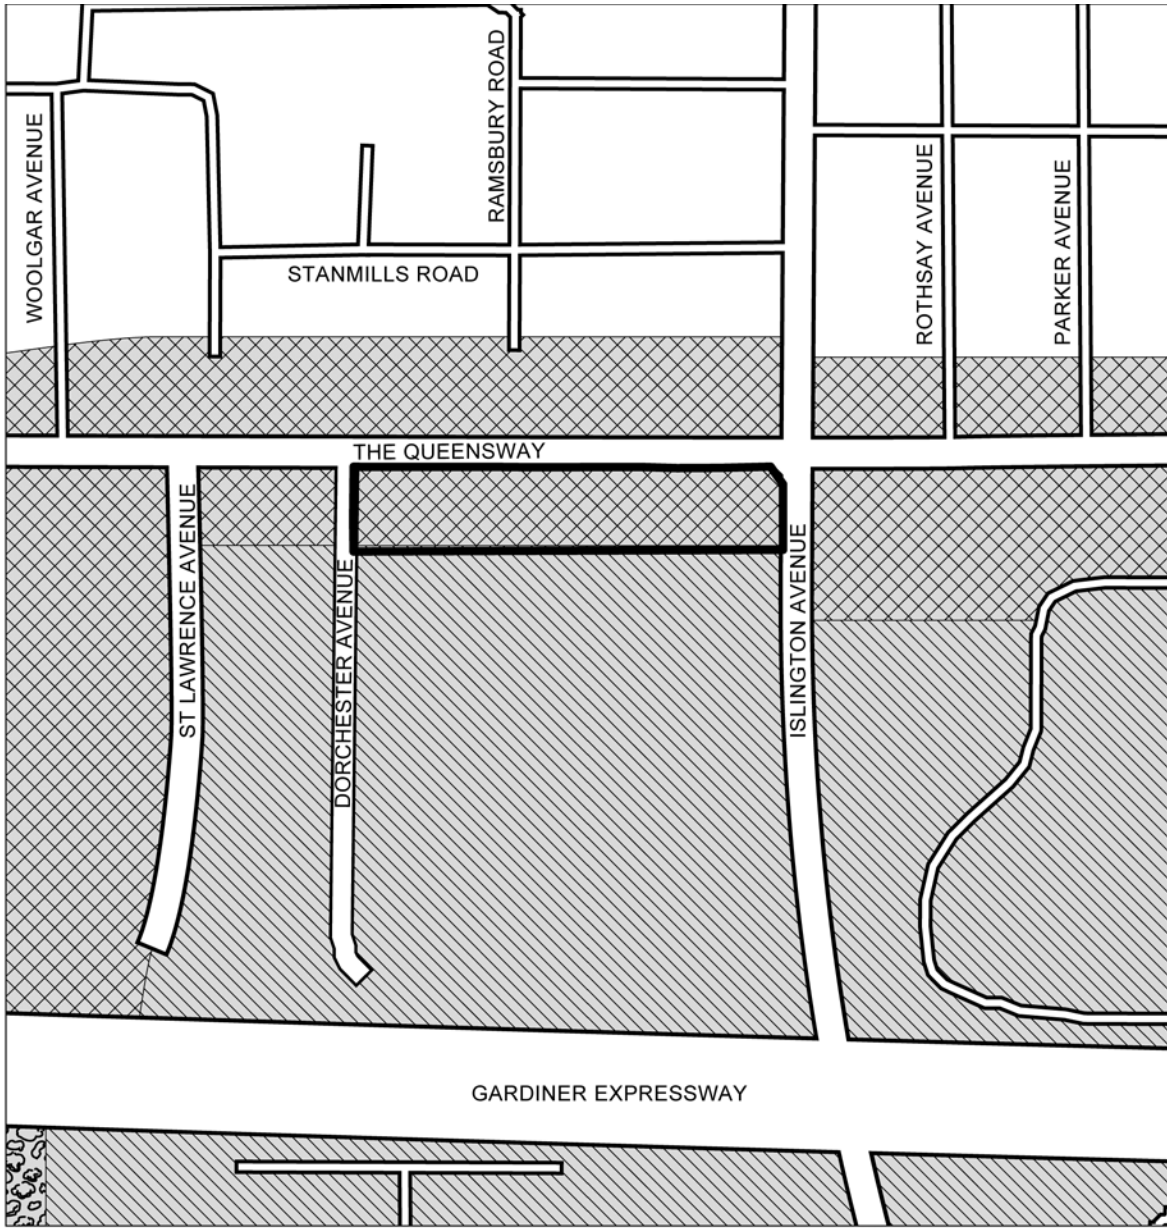 RAMSBURY ROAD
WOOLGAR AVENUE
ROTHSAY AVENUE
PARKER AVENUE
STANMILLS ROAD
THE QUEENSWAY
ST LAWRENCE AVENUE
DORCHESTER AVENUE
ISLINGTON AVENUE
GARDINER EXPRESSWAY